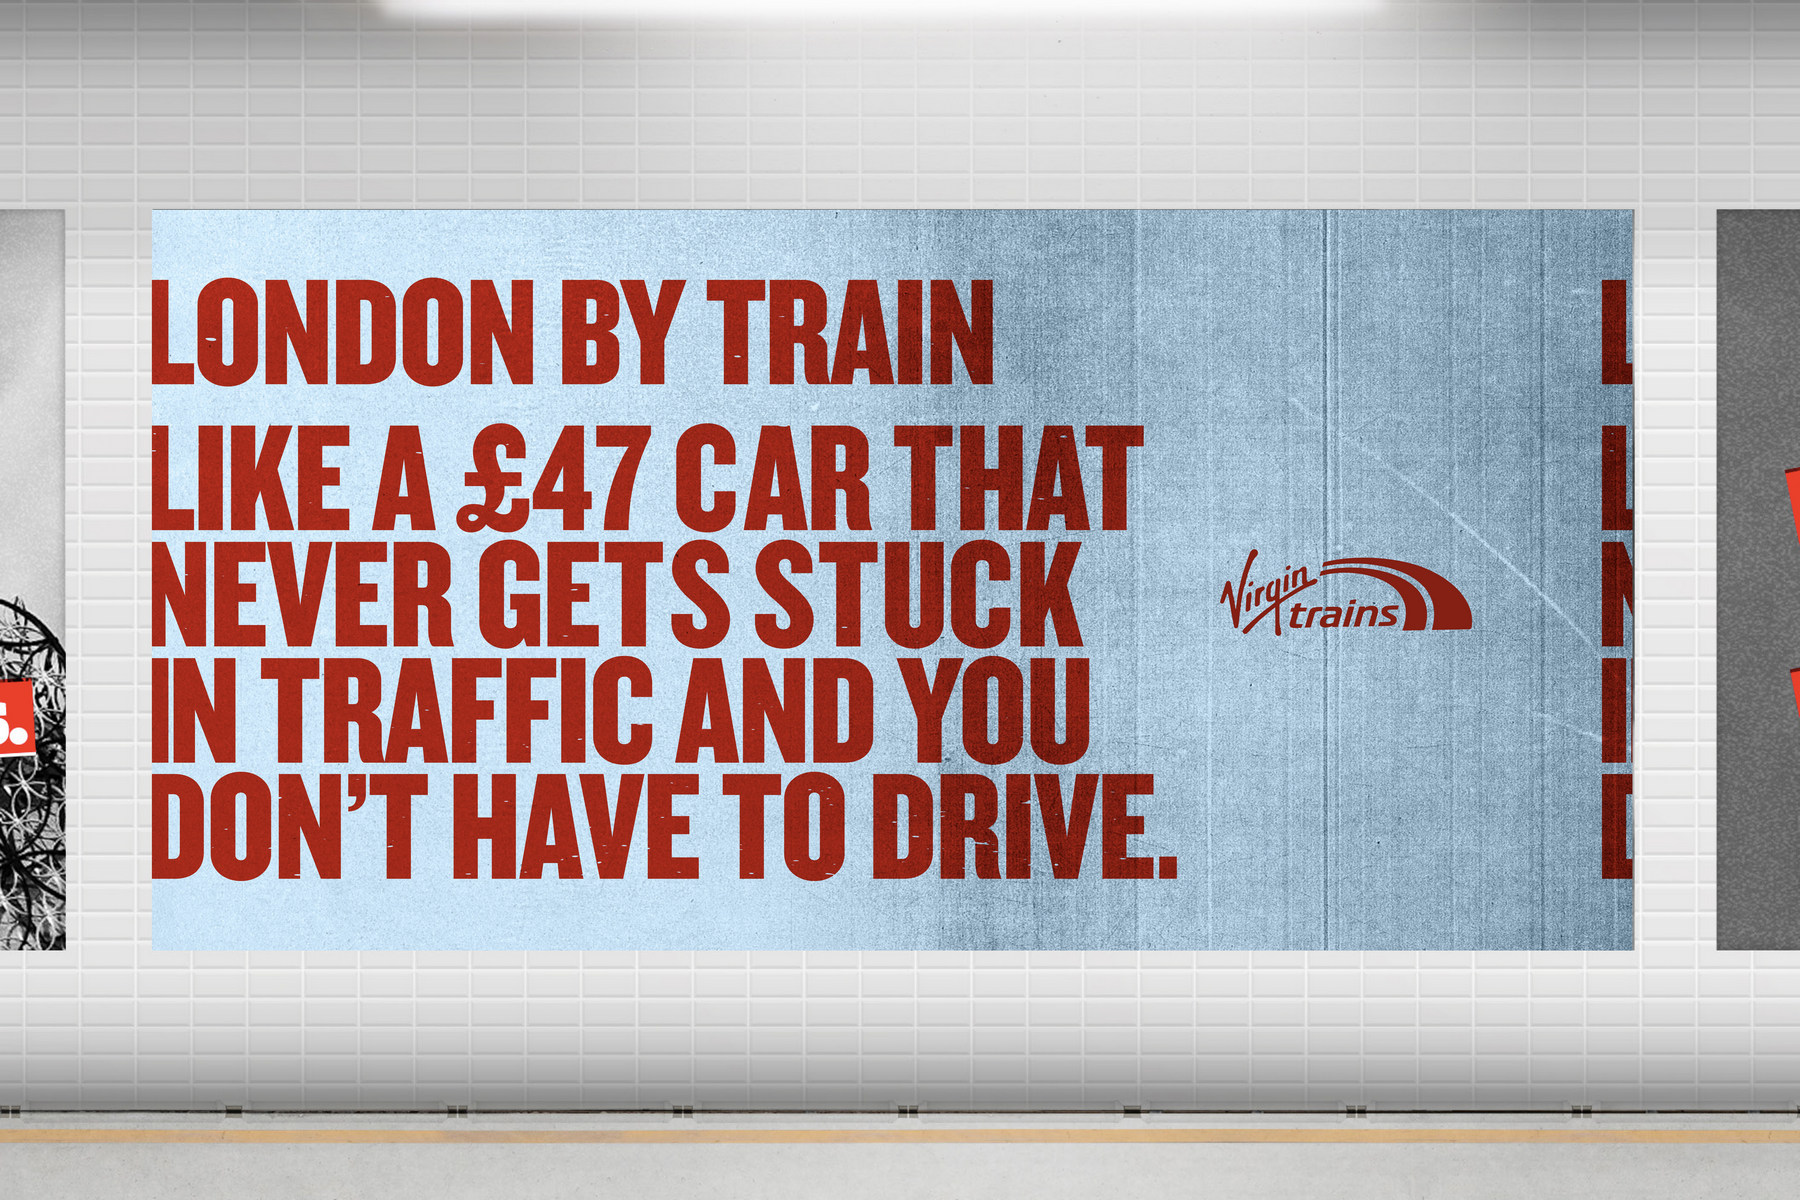 LONDON BY TRAIN
LIKE A £47 CAR THAT
NEVER GETS STUCK
IN TRAFFIC AND YOU
DON’T HAVE TO DRIVE.
Virgin
trains
L
L
N
I
D
s.